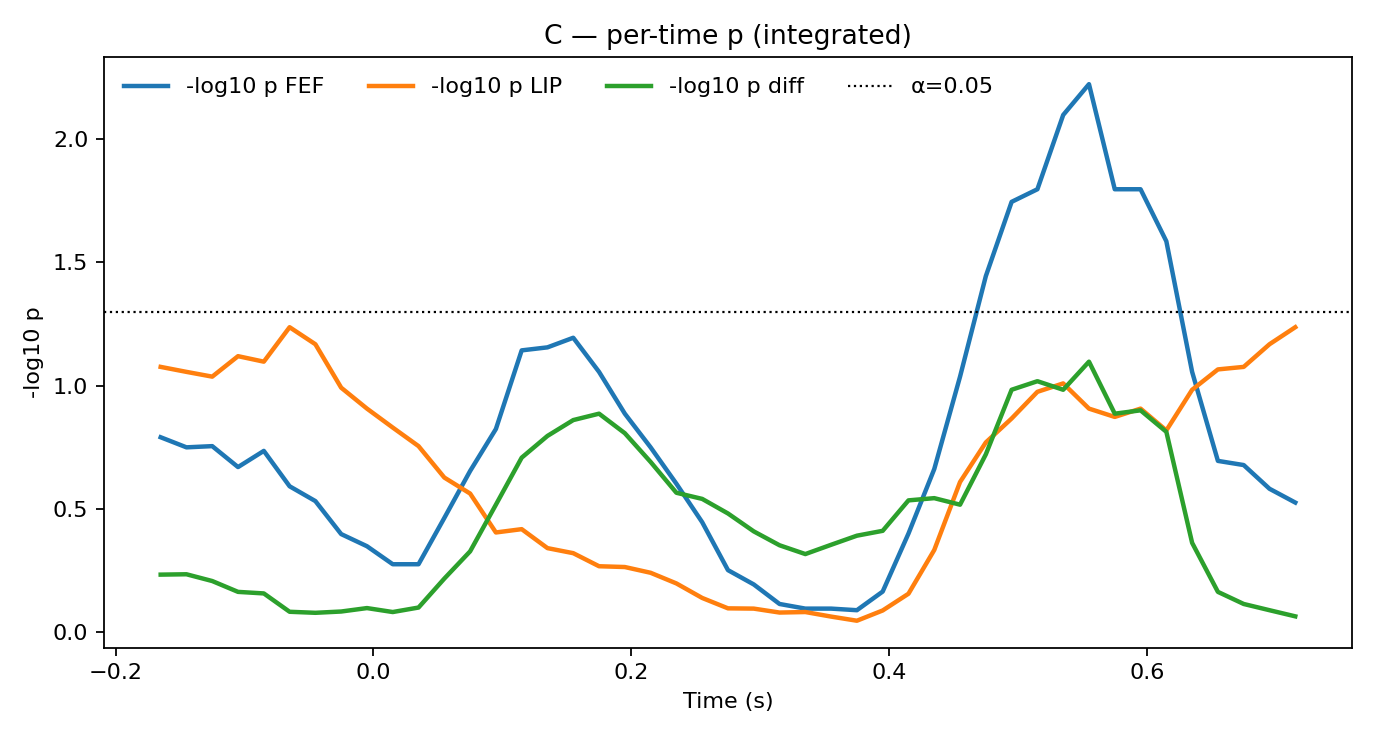 C — per-time p (integrated)
-log10 p FEF
-log10 p LIP
-log10 p diff
α=0.05
-log10 p
2.0
1.5
1.0
0.5
0.0
−0.2
0.0
0.2
0.4
0.6
Time (s)